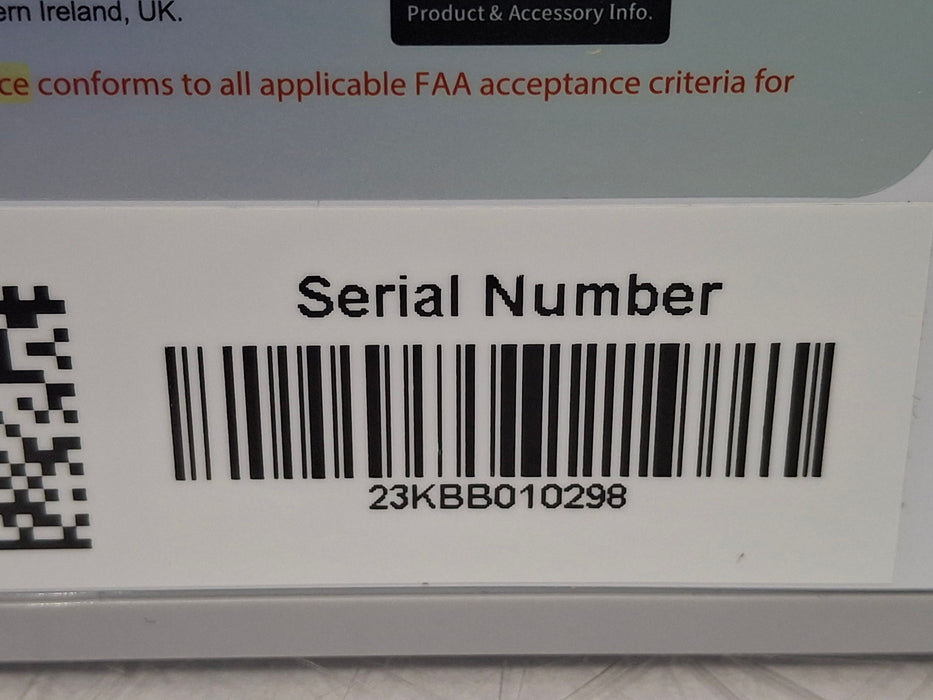 ern Ireland, UK.
Product & Accessory Info.
ce conforms to all applicable FAA acceptance criteria for
Serial Number
23KBB010298